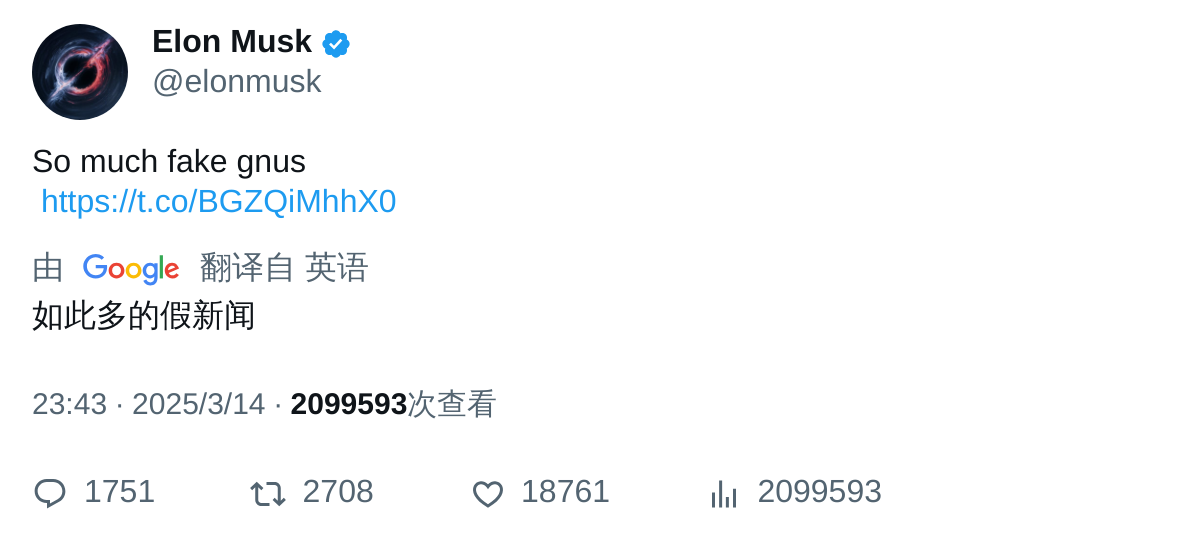 Elon Musk
@elonmusk
So much fake gnus
https://t.co/BGZQiMhhX0
由 Google 翻译自 英语
如此多的假新闻
23:43 · 2025/3/14 · 2099593次查看
1751 2708 18761 2099593